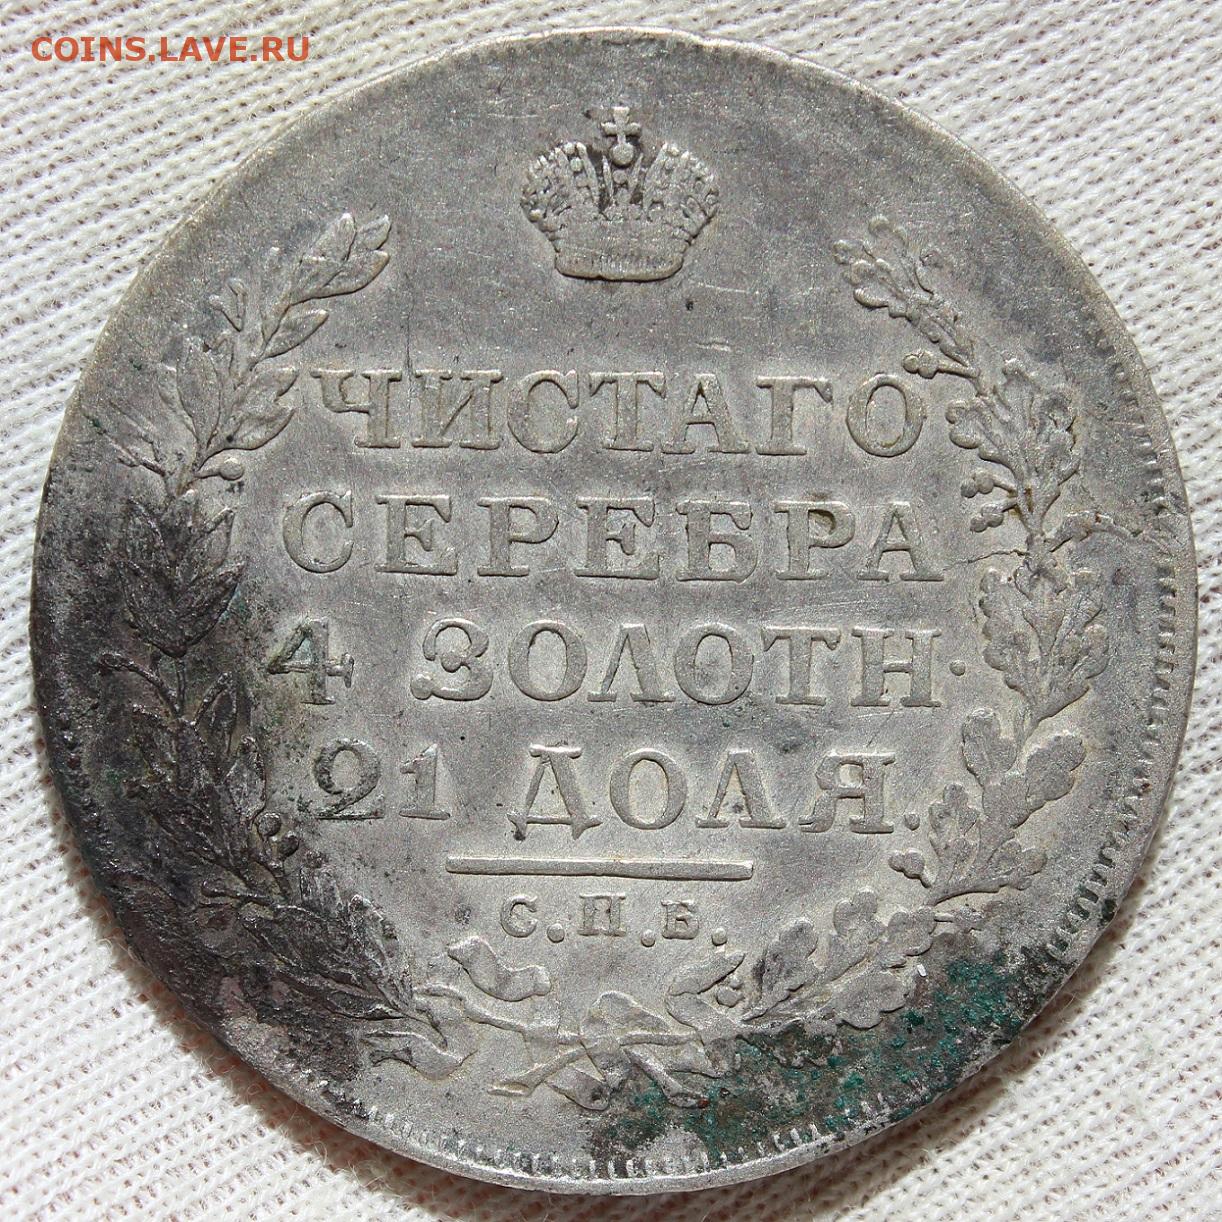 COINS.LAVE.RU
ЧИСТАГО
СЕРЕБРА
4 ЗОЛОТН.
21 ДОЛЯ.
С.П.Б.